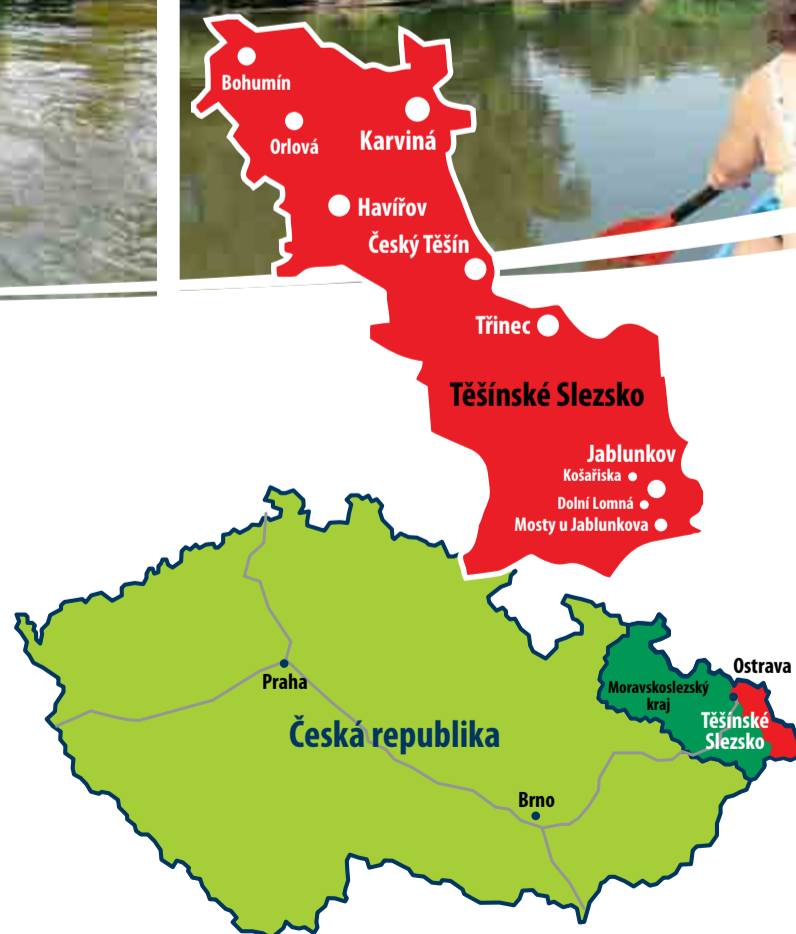 Bohumín
Orlová
Karviná
Havířov
Český Těšín
Třinec
Těšínské Slezsko
Jablunkov
Košařiska
Dolní Lomná
Mosty u Jablunkova
Ostrava
Praha
Moravskoslezský
kraj
Těšínské
Slezsko
Česká republika
Brno